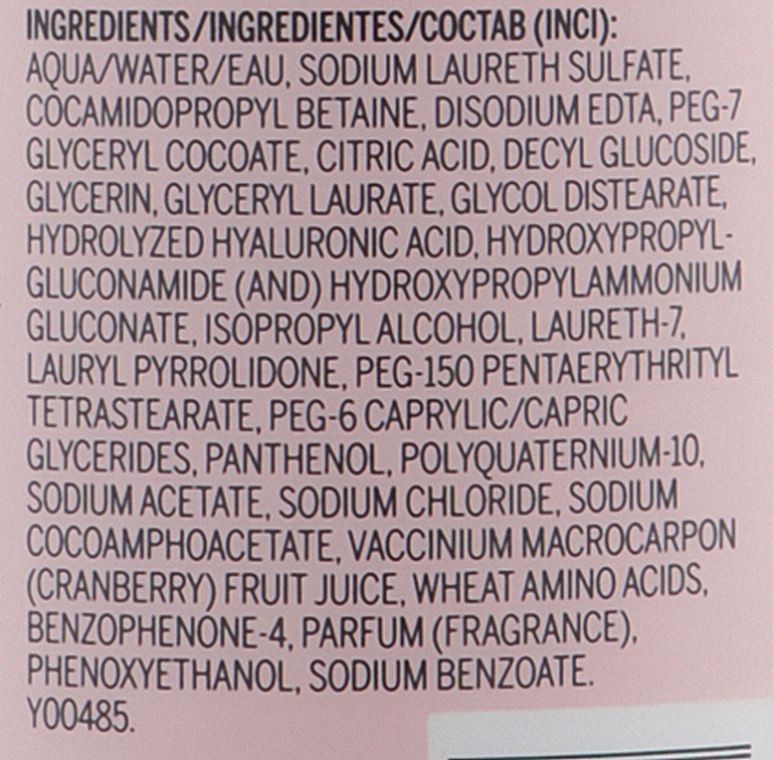 INGREDIENTS/INGREDIENTES/COCTAB (INCI):
AQUA/WATER/EAU, SODIUM LAURETH SULFATE,
COCAMIDOPROPYL BETAINE, DISODIUM EDTA, PEG-7
GLYCERYL COCOATE, CITRIC ACID, DECYL GLUCOSIDE,
GLYCERIN, GLYCERYL LAURATE, GLYCOL DISTEARATE,
HYDROLYZED HYALURONIC ACID, HYDROXYPROPYL-
GLUCONAMIDE (AND) HYDROXYPROPYLAMMONIUM
GLUCONATE, ISOPROPYL ALCOHOL, LAURETH-7,
LAURYL PYRROLIDONE, PEG-150 PENTAERYTHRITYL
TETRASTEARATE, PEG-6 CAPRYLIC/CAPRIC
GLYCERIDES, PANTHENOL, POLYQUATERNIUM-10,
SODIUM ACETATE, SODIUM CHLORIDE, SODIUM
COCOAMPHOACETATE, VACCINIUM MACROCARPON
(CRANBERRY) FRUIT JUICE, WHEAT AMINO ACIDS,
BENZOPHENONE-4, PARFUM (FRAGRANCE),
PHENOXYETHANOL, SODIUM BENZOATE.
Y00485.